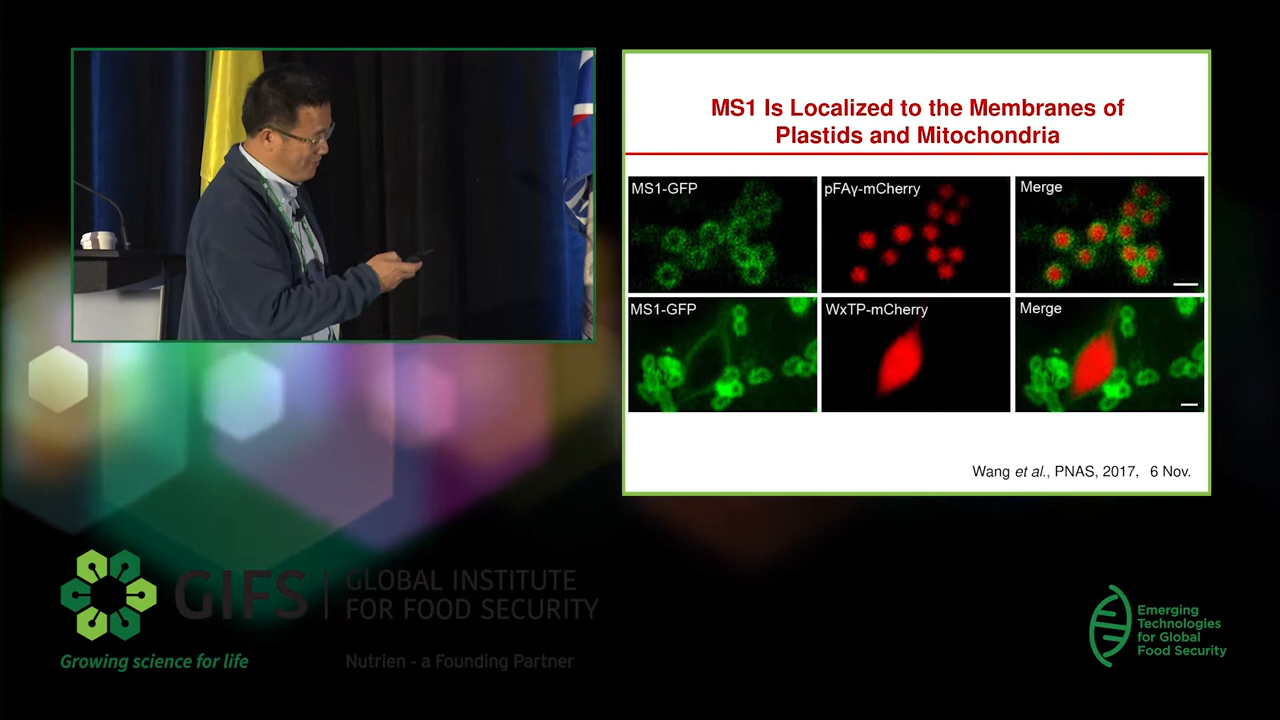 MS1 Is Localized to the Membranes of
Plastids and Mitochondria
MS1-GFP
pFAγ-mCherry
Merge
MS1-GFP
WxTP-mCherry
Merge
Wang et al., PNAS, 2017, 6 Nov.
GIFS
GLOBAL INSTITUTE
FOR FOOD SECURITY
Growing science for life
Nutrien - a Founding Partner
Emerging
Technologies
for Global
Food Security